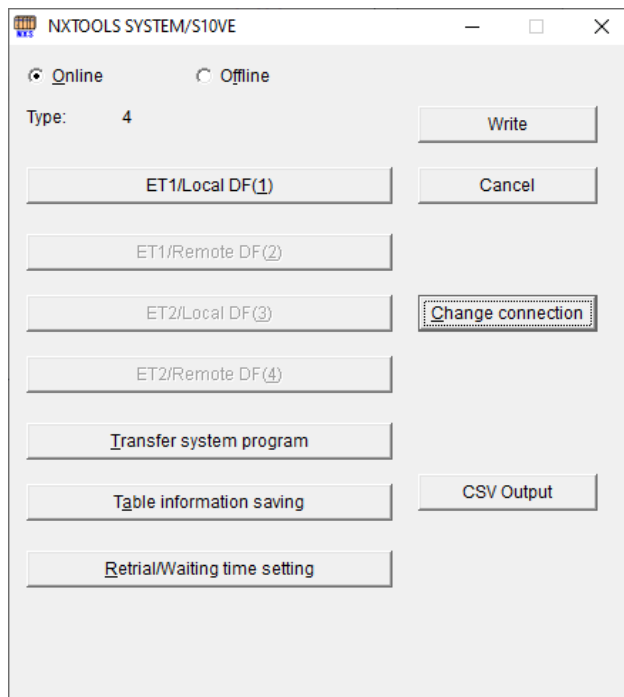 NXTOOLS SYSTEM/S10VE
NXS
Online
Offline
Type: 4
Write
ET1/Local DF(1)
Cancel
ET1/Remote DF(2)
ET2/Local DF(3)
Change connection
ET2/Remote DF(4)
Transfer system program
Table information saving
CSV Output
Retrial/Waiting time setting